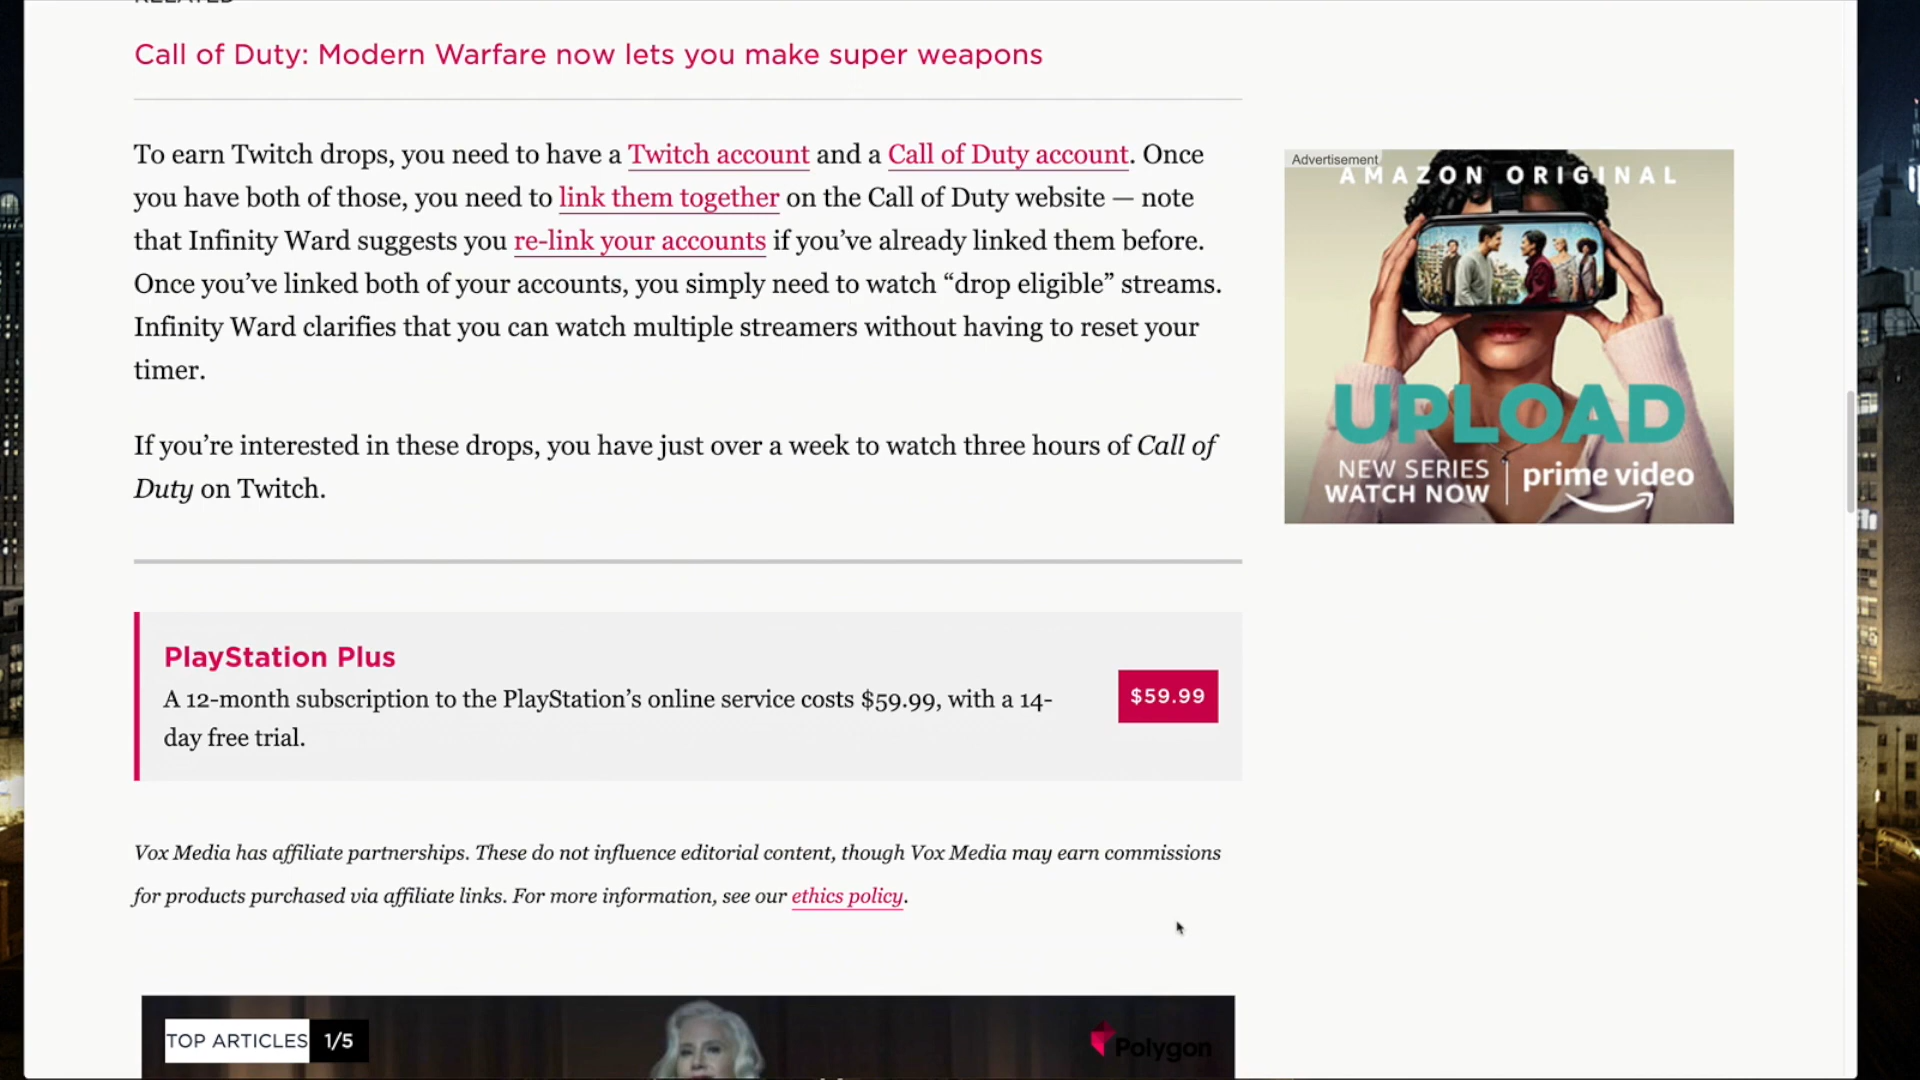 RELATED
Call of Duty: Modern Warfare now lets you make super weapons
To earn Twitch drops, you need to have a Twitch account and a Call of Duty account. Once
you have both of those, you need to link them together on the Call of Duty website — note
that Infinity Ward suggests you re-link your accounts if you’ve already linked them before.
Once you’ve linked both of your accounts, you simply need to watch “drop eligible” streams.
Infinity Ward clarifies that you can watch multiple streamers without having to reset your
timer.
If you’re interested in these drops, you have just over a week to watch three hours of Call of
Duty on Twitch.
Advertisement
AMAZON ORIGINAL
UPLOAD
NEW SERIES
WATCH NOW
prime video
PlayStation Plus
A 12-month subscription to the PlayStation’s online service costs $59.99, with a 14-
day free trial.
$59.99
Vox Media has affiliate partnerships. These do not influence editorial content, though Vox Media may earn commissions
for products purchased via affiliate links. For more information, see our ethics policy.
TOP ARTICLES 1/5
Polygon